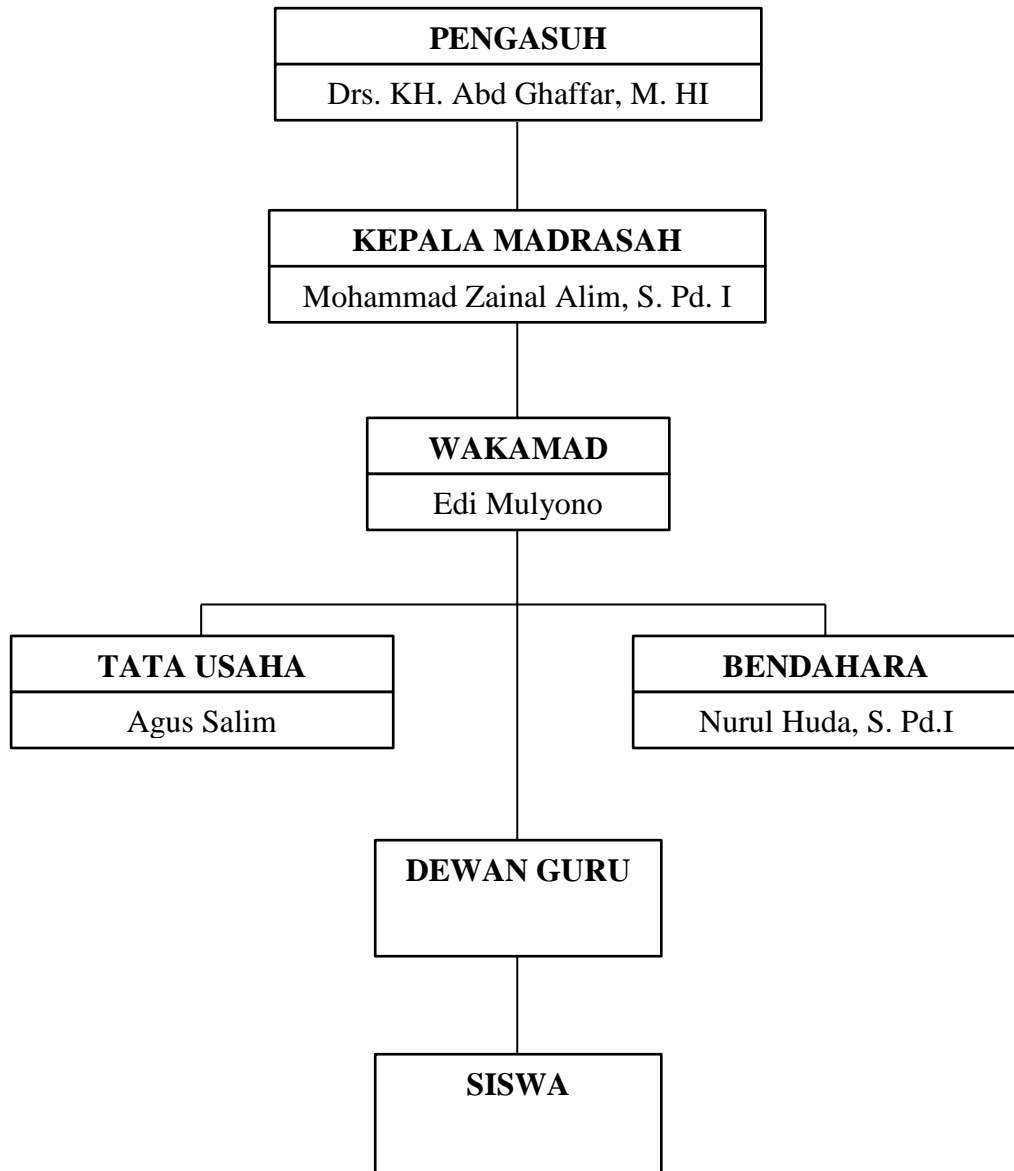 PENGASUH
Drs. KH. Abd Ghaffar, M. HI
KEPALA MADRASAH
Mohammad Zainal Alim, S. Pd. I
WAKAMAD
Edi Mulyono
TATA USAHA
Agus Salim
BENDAHARA
Nurul Huda, S. Pd.I
DEWAN GURU
SISWA